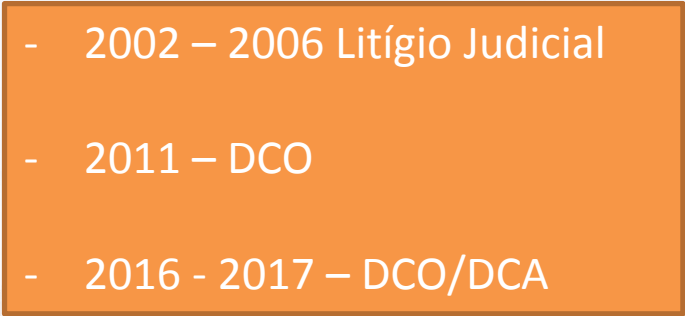 - 2002 – 2006 Litígio Judicial
- 2011 – DCO
- 2016 - 2017 – DCO/DCA